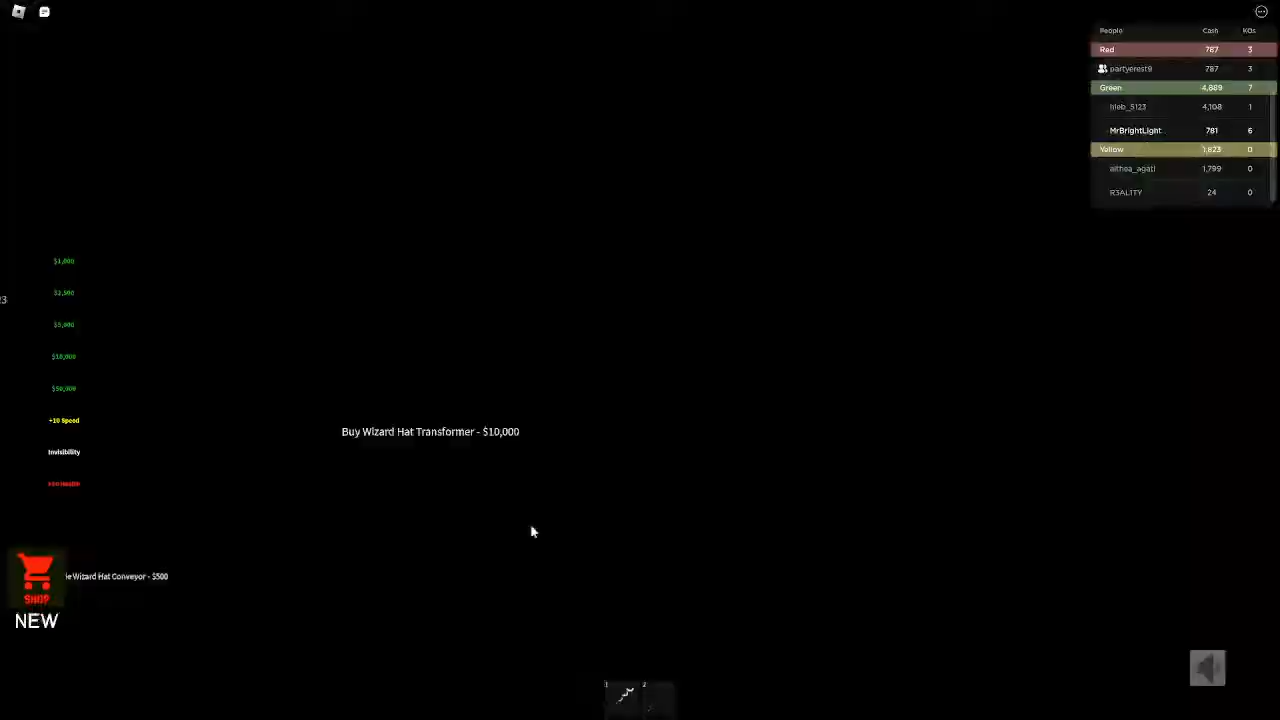 People Cash KOs
Red 787 3
partyerest9 787 3
Green 4,889 7
hleb_5123 4,108 1
MrBrightLight 781 6
Yellow 1,823 0
althea_agatl 1,799 0
R3ALITY 24 0
$1,000
$2,500
$5,000
$10,000
$50,000
+10 Speed
Invisibility
Buy Wizard Hat Transformer - $10,000
le Wizard Hat Conveyor - $500
SHOP
NEW
1 2